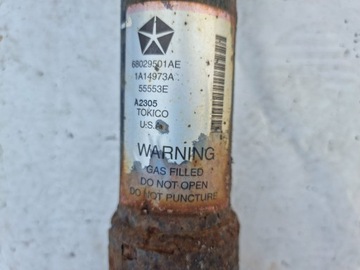 68029501AE
1A14973A
55553E
A2305
TOKICO
U.S.A
WARNING
GAS FILLED
DO NOT OPEN
DO NOT PUNCTURE